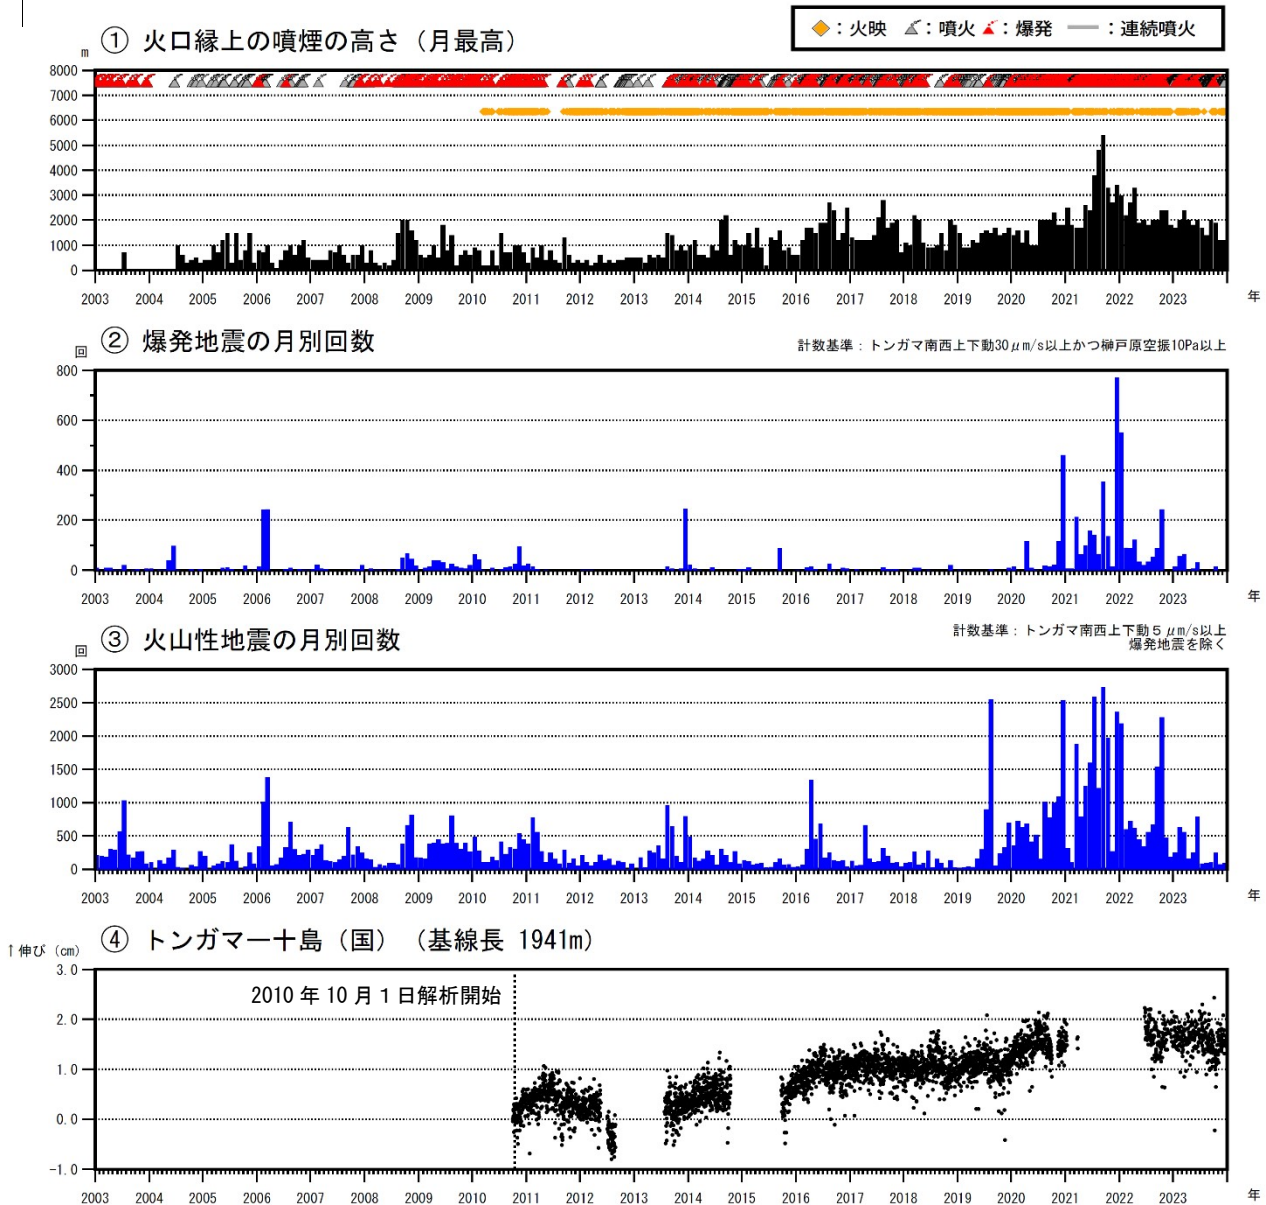 ◆：火映 ：噴火 ：爆発 ：連続噴火
① 火口縁上の噴煙の高さ（月最高）
m
8000
7000
6000
5000
4000
3000
2000
1000
0
2003 2004 2005 2006 2007 2008 2009 2010 2011 2012 2013 2014 2015 2016 2017 2018 2019 2020 2021 2022 2023 年
② 爆発地震の月別回数
回
計数基準：トンガマ南西上下動30μm/s以上かつ榊戸原空振10Pa以上
800
600
400
200
0
2003 2004 2005 2006 2007 2008 2009 2010 2011 2012 2013 2014 2015 2016 2017 2018 2019 2020 2021 2022 2023 年
③ 火山性地震の月別回数
回
計数基準：トンガマ南西上下動５μm/s以上
爆発地震を除く
3000
2500
2000
1500
1000
500
0
2003 2004 2005 2006 2007 2008 2009 2010 2011 2012 2013 2014 2015 2016 2017 2018 2019 2020 2021 2022 2023 年
④ トンガマー十島（国）（基線長 1941m）
↑伸び（cm）
3.0
2010 年 10 月 1 日解析開始
2.0
1.0
0.0
-1.0
2003 2004 2005 2006 2007 2008 2009 2010 2011 2012 2013 2014 2015 2016 2017 2018 2019 2020 2021 2022 2023 年